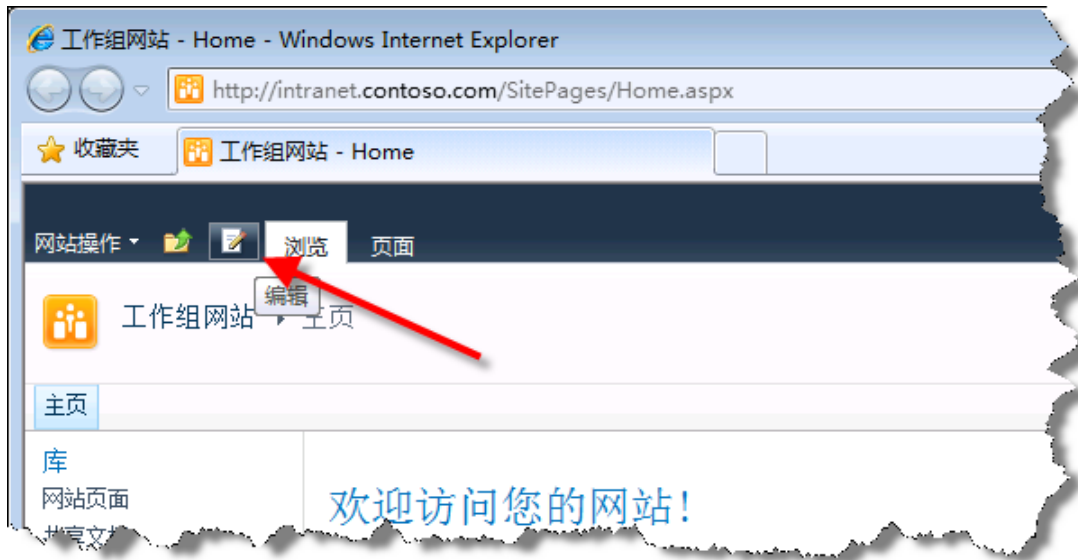 工作组网站 - Home - Windows Internet Explorer
http://intranet.contoso.com/SitePages/Home.aspx
收藏夹 工作组网站 - Home
网站操作 浏览 页面
编辑
工作组网站 主页
主页
库
网站页面
欢迎访问您的网站!